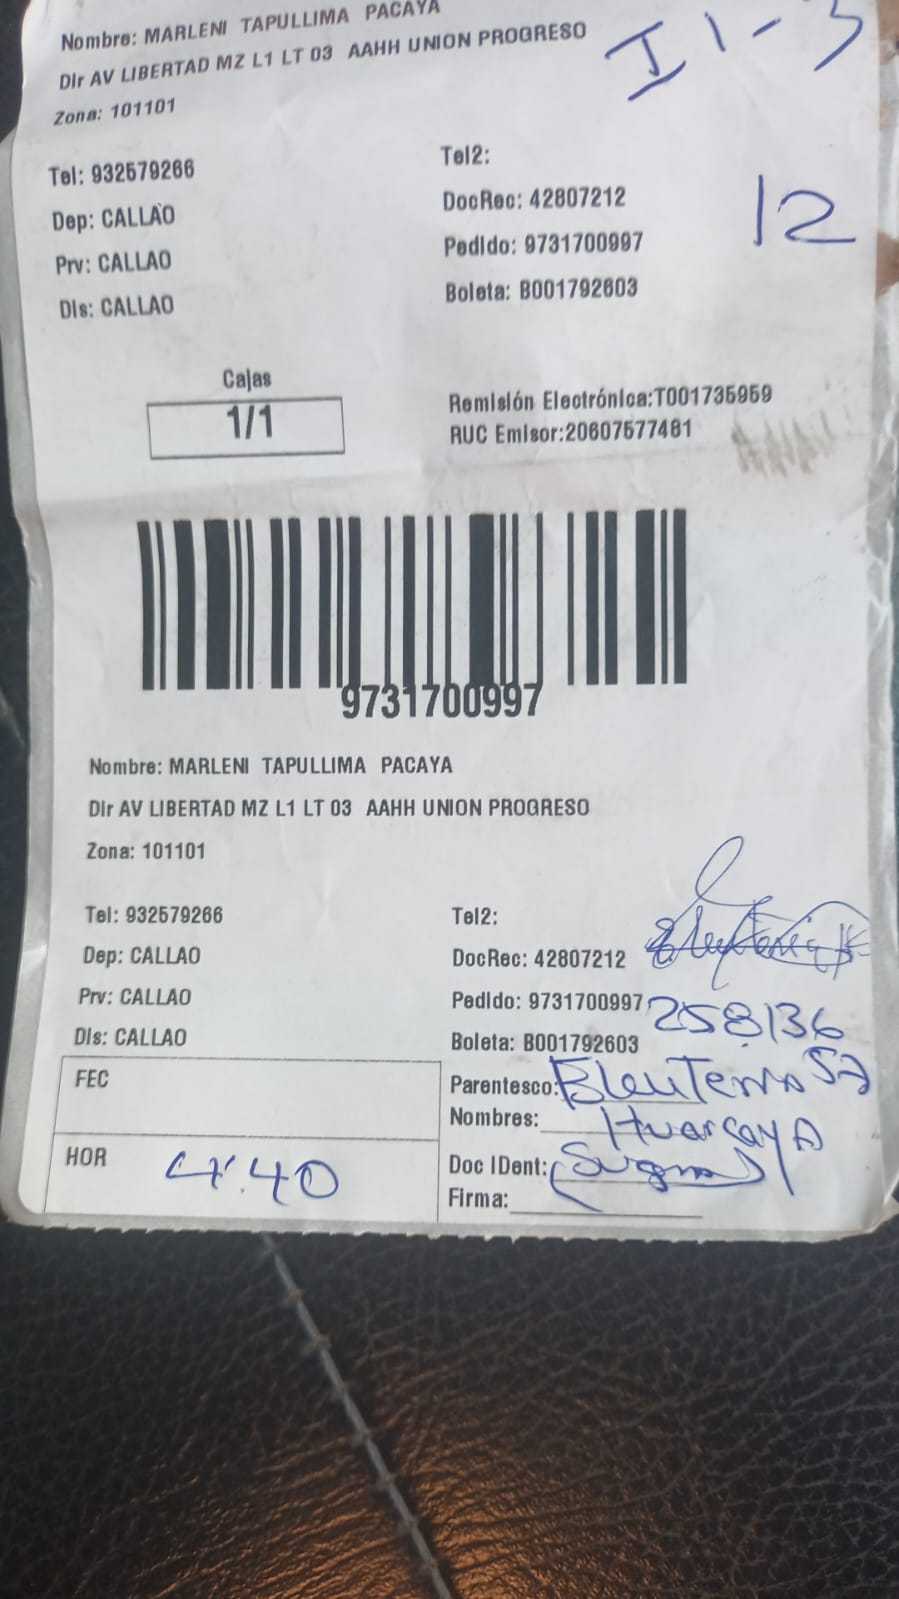 Nombre: MARLENI TAPULLIMA PACAYA
Dir AV LIBERTAD MZ L1 LT 03 AAHH UNION PROGRESO
Zona: 101101
I 1-3
Tel: 932579266
Tel2:
Dep: CALLAO
DocRec: 42807212
12
Prv: CALLAO
Pedido: 9731700997
Dis: CALLAO
Boleta: B001792603
Cajas
1/1
Remisión Electrónica:T001735959
RUC Emisor:20607577481
9731700997
Nombre: MARLENI TAPULLIMA PACAYA
Dir AV LIBERTAD MZ L1 LT 03 AAHH UNION PROGRESO
Zona: 101101
Tel: 932579266
Tel2:
Dep: CALLAO
DocRec: 42807212
Prv: CALLAO
Pedido: 9731700997
258136
Dis: CALLAO
Boleta: B001792603
FEC
Parentesco:
Nombres: Huarcaya
HOR 4:40
Doc IDent:
Firma: